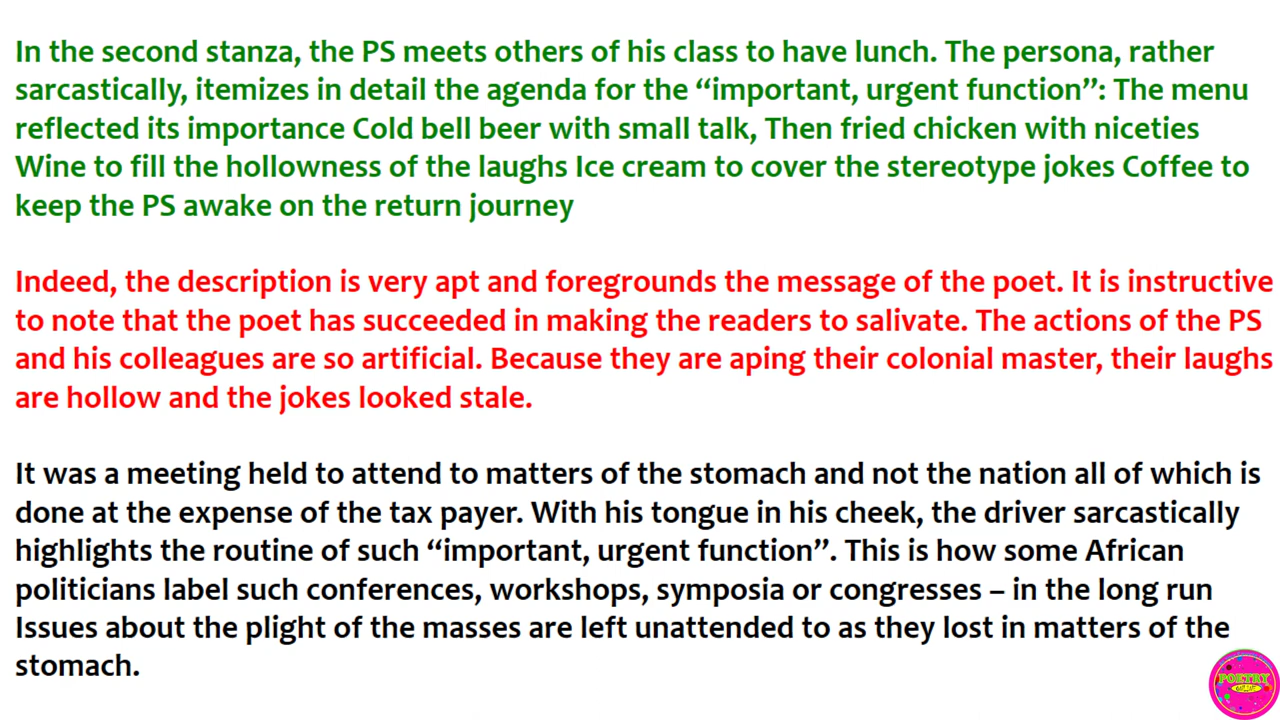 In the second stanza, the PS meets others of his class to have lunch. The persona, rather
sarcastically, itemizes in detail the agenda for the “important, urgent function”: The menu
reflected its importance Cold bell beer with small talk, Then fried chicken with niceties
Wine to fill the hollowness of the laughs Ice cream to cover the stereotype jokes Coffee to
keep the PS awake on the return journey
Indeed, the description is very apt and foregrounds the message of the poet. It is instructive
to note that the poet has succeeded in making the readers to salivate. The actions of the PS
and his colleagues are so artificial. Because they are aping their colonial master, their laughs
are hollow and the jokes looked stale.
It was a meeting held to attend to matters of the stomach and not the nation all of which is
done at the expense of the tax payer. With his tongue in his cheek, the driver sarcastically
highlights the routine of such “important, urgent function”. This is how some African
politicians label such conferences, workshops, symposia or congresses – in the long run
Issues about the plight of the masses are left unattended to as they lost in matters of the
stomach.
POETRY